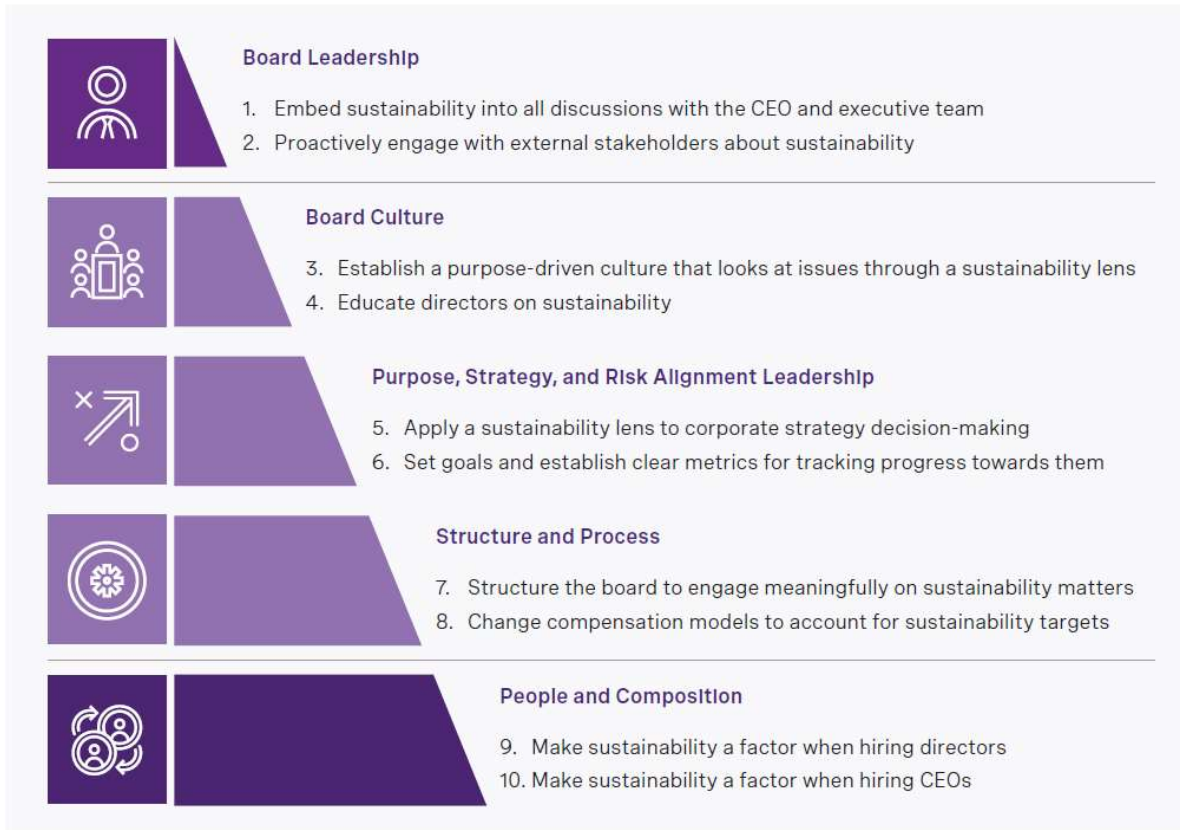 Board Leadership
1. Embed sustainability into all discussions with the CEO and executive team
2. Proactively engage with external stakeholders about sustainability
Board Culture
3. Establish a purpose-driven culture that looks at issues through a sustainability lens
4. Educate directors on sustainability
Purpose, Strategy, and Risk Alignment Leadership
5. Apply a sustainability lens to corporate strategy decision-making
6. Set goals and establish clear metrics for tracking progress towards them
Structure and Process
7. Structure the board to engage meaningfully on sustainability matters
8. Change compensation models to account for sustainability targets
People and Composition
9. Make sustainability a factor when hiring directors
10. Make sustainability a factor when hiring CEOs